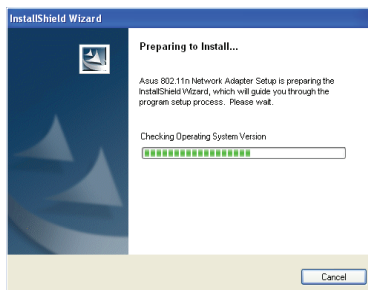 InstallShield Wizard
Preparing to Install...
Asus 802.11n Network Adapter Setup is preparing the
InstallShield Wizard, which will guide you through the
program setup process. Please wait.
Checking Operating System Version
Cancel